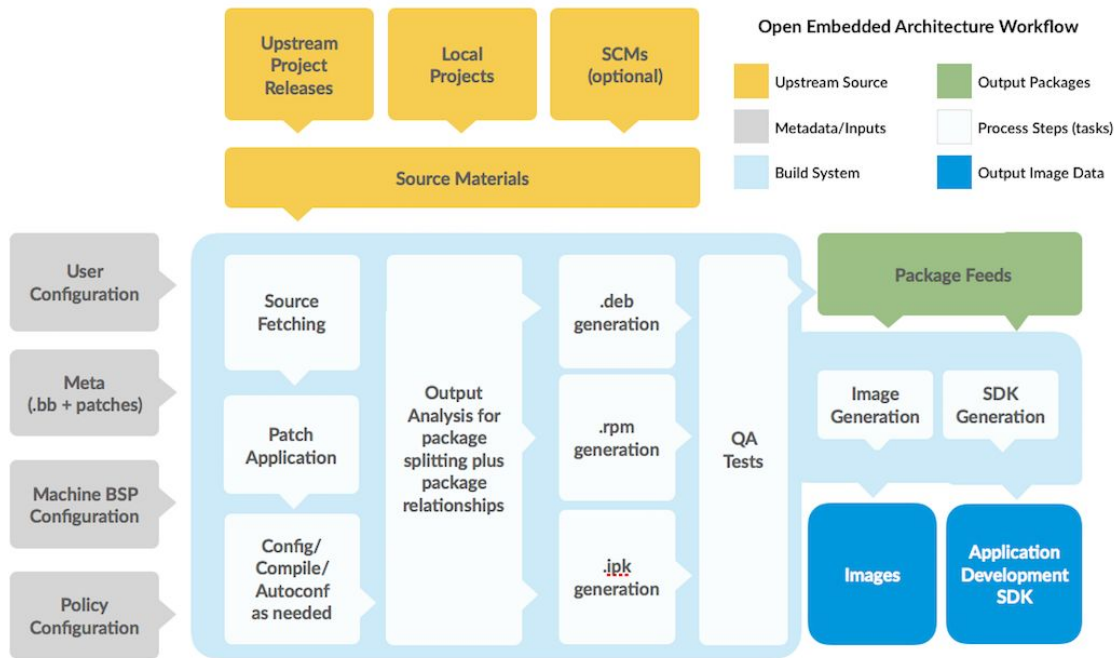 Open Embedded Architecture Workflow
Upstream
Project
Releases
Local
Projects
SCMs
(optional)
Upstream Source
Output Packages
Metadata/Inputs
Process Steps (tasks)
Build System
Output Image Data
Source Materials
User
Configuration
Meta
(.bb + patches)
Machine BSP
Configuration
Policy
Configuration
Source
Fetching
Patch
Application
Config/
Compile/
Autoconf
as needed
Output
Analysis for
package
splitting plus
package
relationships
.deb
generation
.rpm
generation
.ipk
generation
QA
Tests
Package Feeds
Image
Generation
SDK
Generation
Images
Application
Development
SDK